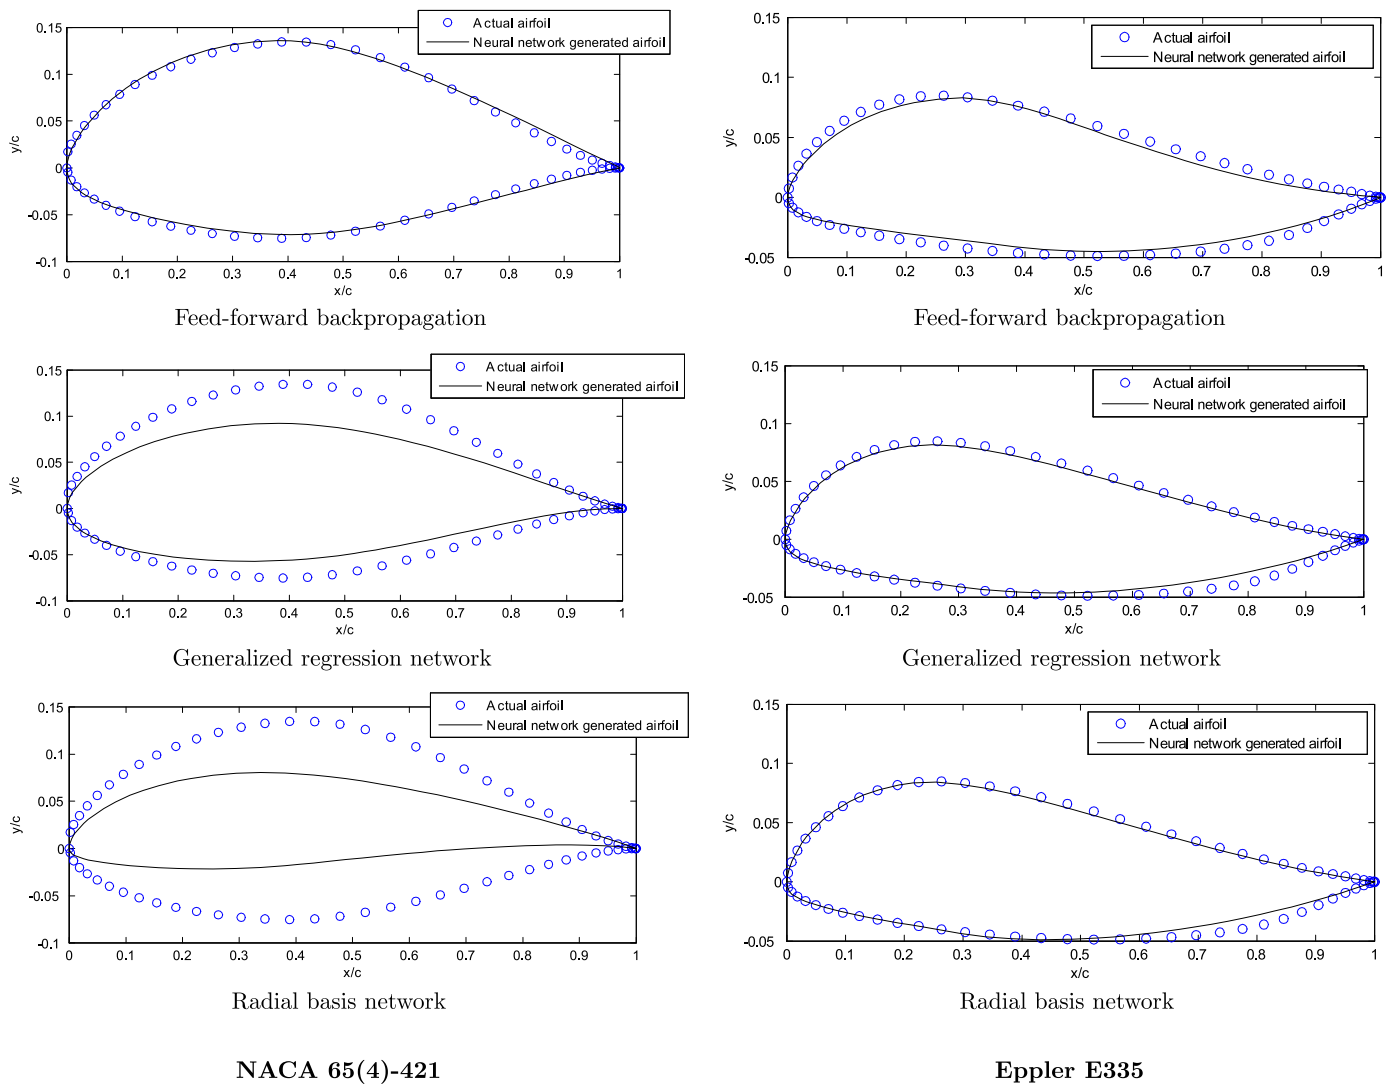 Actual airfoil
Neural network generated airfoil
0.15
0.1
0.05
0
-0.05
-0.1
y/c
0 0.1 0.2 0.3 0.4 0.5 0.6 0.7 0.8 0.9 1
x/c
Feed-forward backpropagation
Actual airfoil
Neural network generated airfoil
0.15
0.1
0.05
0
-0.05
y/c
0 0.1 0.2 0.3 0.4 0.5 0.6 0.7 0.8 0.9 1
x/c
Feed-forward backpropagation
Actual airfoil
Neural network generated airfoil
0.15
0.1
0.05
0
-0.05
-0.1
y/c
0 0.1 0.2 0.3 0.4 0.5 0.6 0.7 0.8 0.9 1
x/c
Generalized regression network
Actual airfoil
Neural network generated airfoil
0.15
0.1
0.05
0
-0.05
y/c
0 0.1 0.2 0.3 0.4 0.5 0.6 0.7 0.8 0.9 1
x/c
Generalized regression network
Actual airfoil
Neural network generated airfoil
0.15
0.1
0.05
0
-0.05
-0.1
y/c
0 0.1 0.2 0.3 0.4 0.5 0.6 0.7 0.8 0.9 1
x/c
Radial basis network
Actual airfoil
Neural network generated airfoil
0.15
0.1
0.05
0
-0.05
y/c
0 0.1 0.2 0.3 0.4 0.5 0.6 0.7 0.8 0.9 1
x/c
Radial basis network
NACA 65(4)-421
Eppler E335